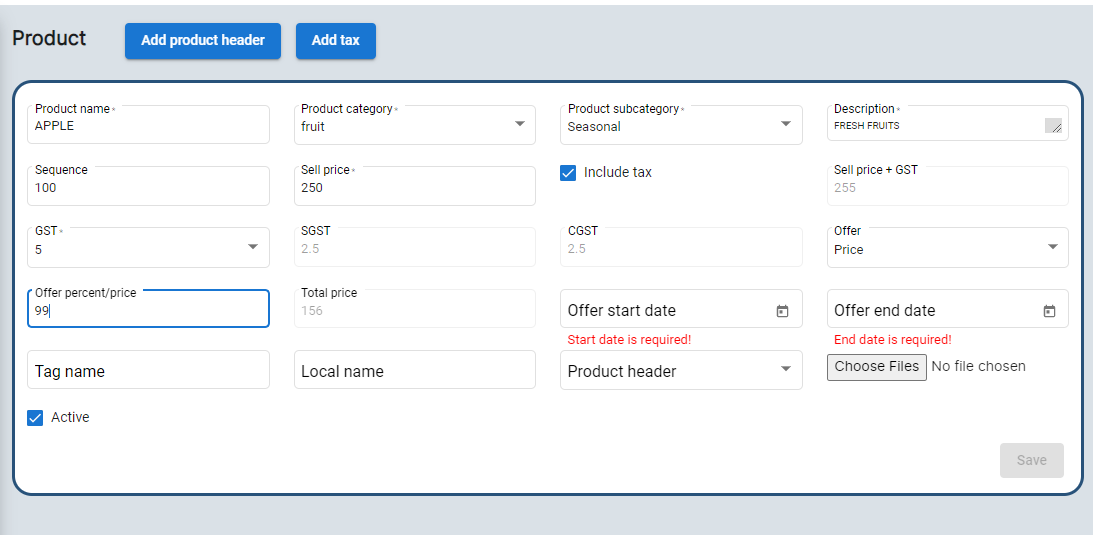 Product
Add product header
Add tax
Product name*
APPLE
Product category*
fruit
Product subcategory*
Seasonal
Description*
FRESH FRUITS
Sequence
100
Sell price*
250
Include tax
Sell price + GST
255
GST*
5
SGST
2.5
CGST
2.5
Offer
Price
Offer percent/price
99
Total price
156
Offer start date
Start date is required!
Offer end date
End date is required!
Tag name
Local name
Product header
Choose Files No file chosen
Active
Save